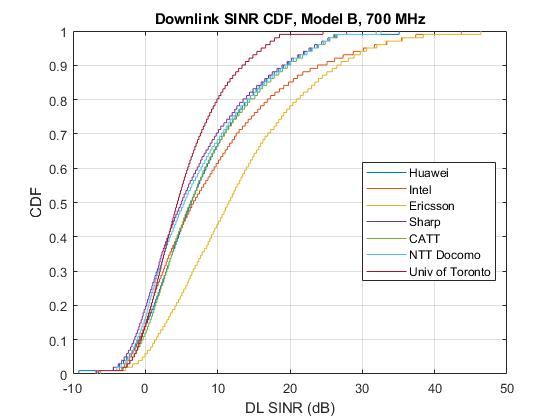 Downlink SINR CDF, Model B, 700 MHz
1
0.9
0.8
0.7
0.6
0.5
0.4
0.3
0.2
0.1
0
CDF
Huawei
Intel
Ericsson
Sharp
CATT
NTT Docomo
Univ of Toronto
-10
0
10
20
30
40
50
DL SINR (dB)